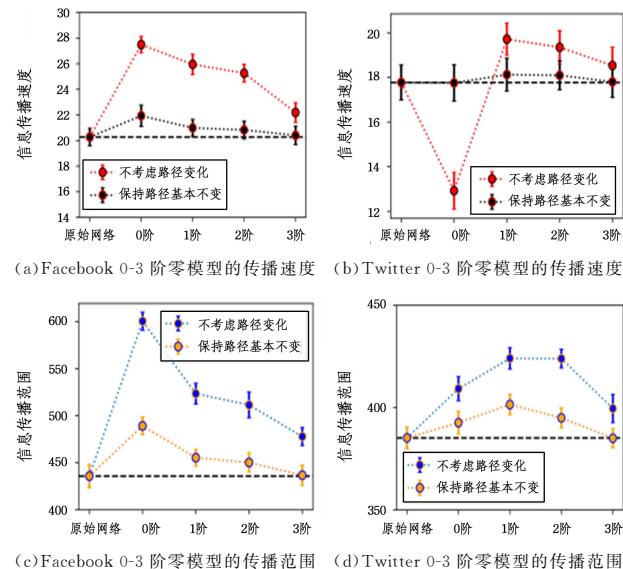 30
28
26
24
22
20
18
16
14
信息传播速度
不考虑路径变化
保持路径基本不变
原始网络 0阶 1阶 2阶 3阶
(a)Facebook 0-3 阶零模型的传播速度
20
18
16
14
12
信息传播速度
不考虑路径变化
保持路径基本不变
原始网络 0阶 1阶 2阶 3阶
(b)Twitter 0-3 阶零模型的传播速度
600
550
500
450
400
信息传播范围
不考虑路径变化
保持路径基本不变
原始网络 0阶 1阶 2阶 3阶
(c)Facebook 0-3 阶零模型的传播范围
450
400
350
信息传播范围
不考虑路径变化
保持路径基本不变
原始网络 0阶 1阶 2阶 3阶
(d)Twitter 0-3 阶零模型的传播范围